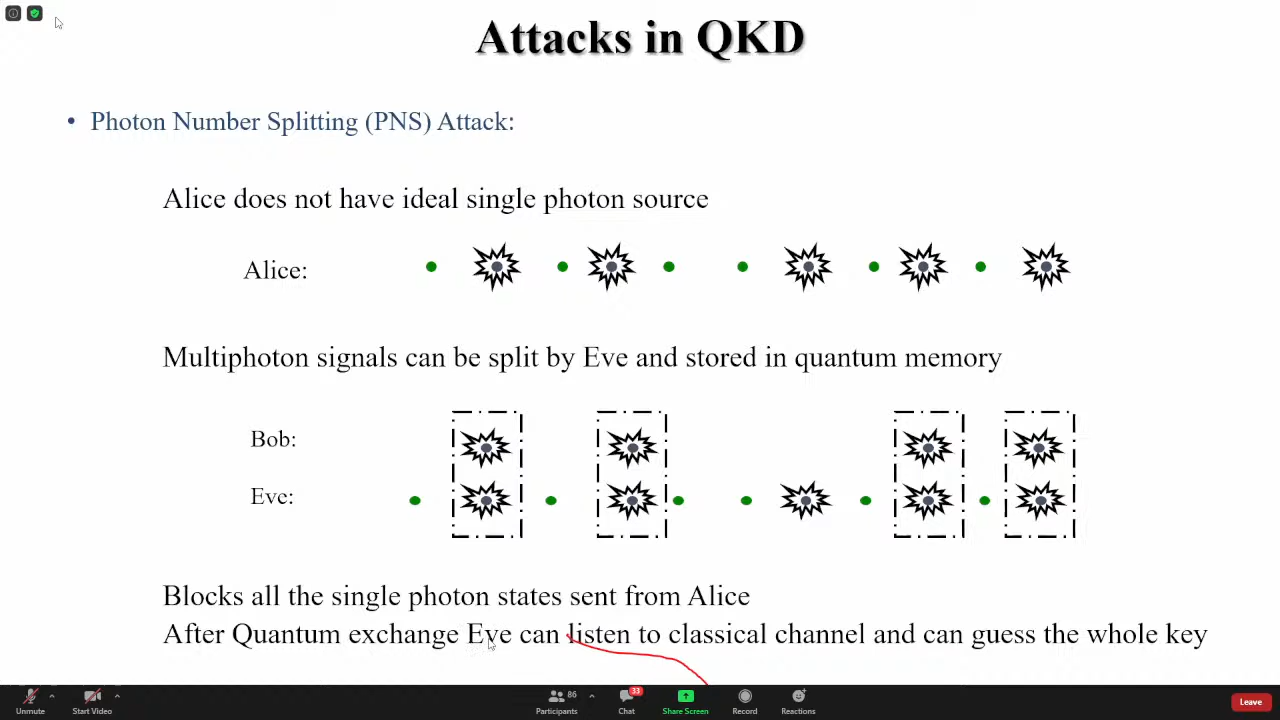 Attacks in QKD
• Photon Number Splitting (PNS) Attack:
Alice does not have ideal single photon source
Alice:
Multiphoton signals can be split by Eve and stored in quantum memory
Bob:
Eve:
Blocks all the single photon states sent from Alice
After Quantum exchange Eve can listen to classical channel and can guess the whole key
Unmute
Start Video
86
Participants
33
Chat
Share Screen
Record
Reactions
Leave